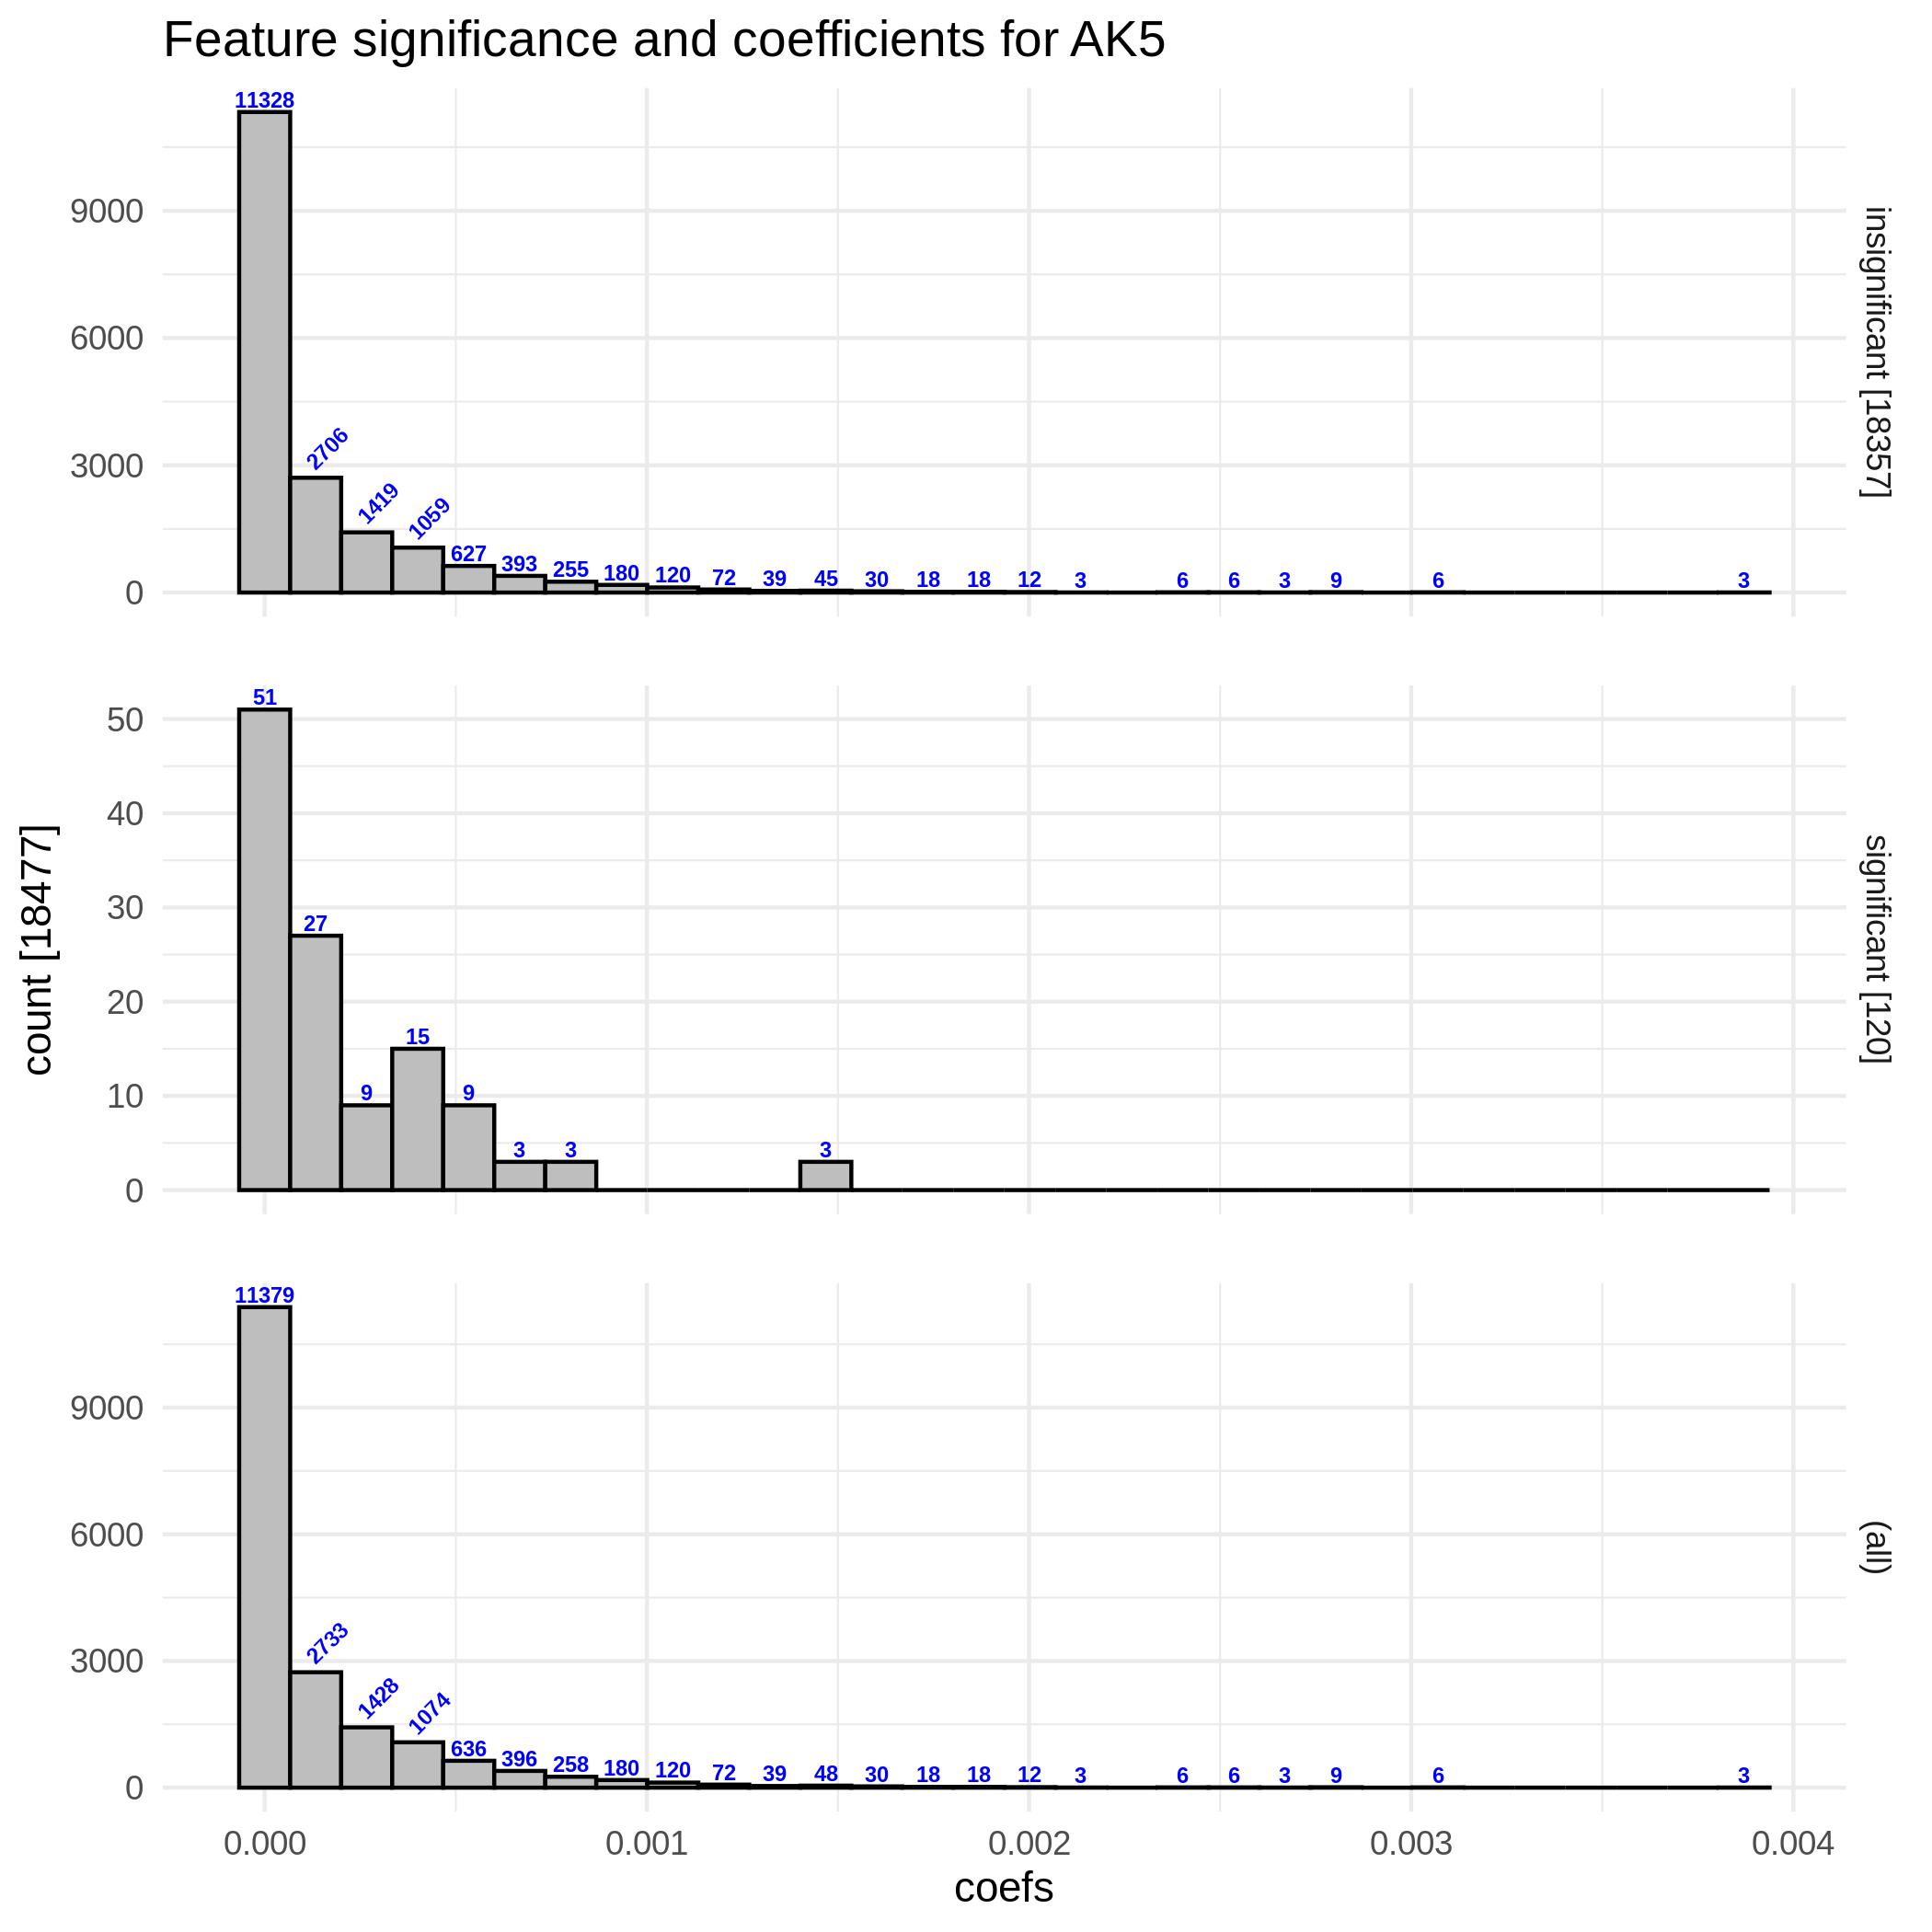 Feature significance and coefficients for AK5
11328
2706
1419
1059
627 393 255 180 120 72 39 45 30 18 18 12 3 6 6 3 9 6 3
9000
6000
3000
0
insignificant [18357]
51
27
9
15
9
3 3 3
50
40
30
20
10
0
significant [120]
count [18477]
11379
2733
1428
1074
636 396 258 180 120 72 39 48 30 18 18 12 3 6 6 3 9 6 3
9000
6000
3000
0
(all)
0.000 0.001 0.002 0.003 0.004
coefs